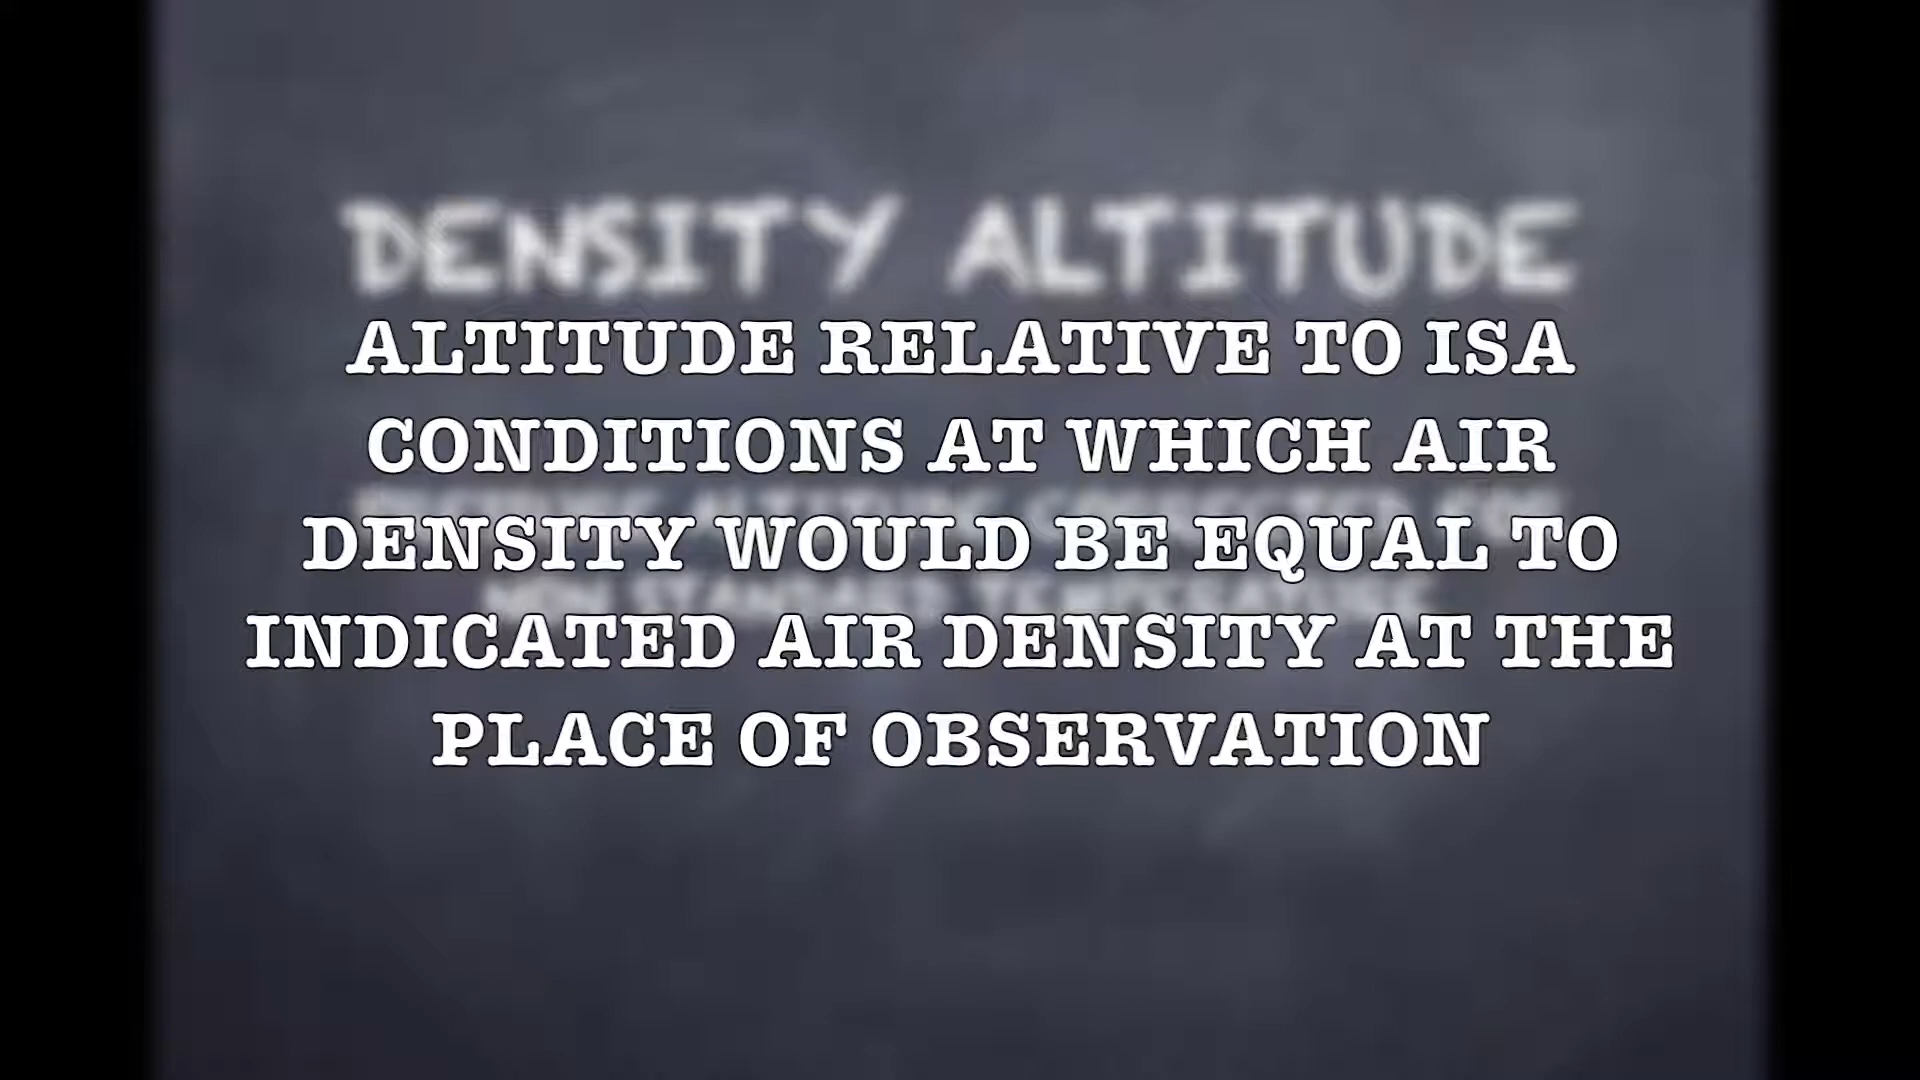 DENSITY ALTITUDE
ALTITUDE RELATIVE TO ISA
CONDITIONS AT WHICH AIR
DENSITY WOULD BE EQUAL TO
INDICATED AIR DENSITY AT THE
PLACE OF OBSERVATION